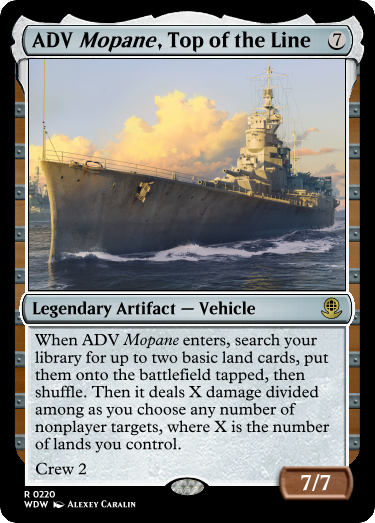 ADV Mopane, Top of the Line 7
Legendary Artifact — Vehicle
When ADV Mopane enters, search your
library for up to two basic land cards, put
them onto the battlefield tapped, then
shuffle. Then it deals X damage divided
among as you choose any number of
nonplayer targets, where X is the number
of lands you control.
Crew 2
7/7
R 0220
WDW Alexey Caralin